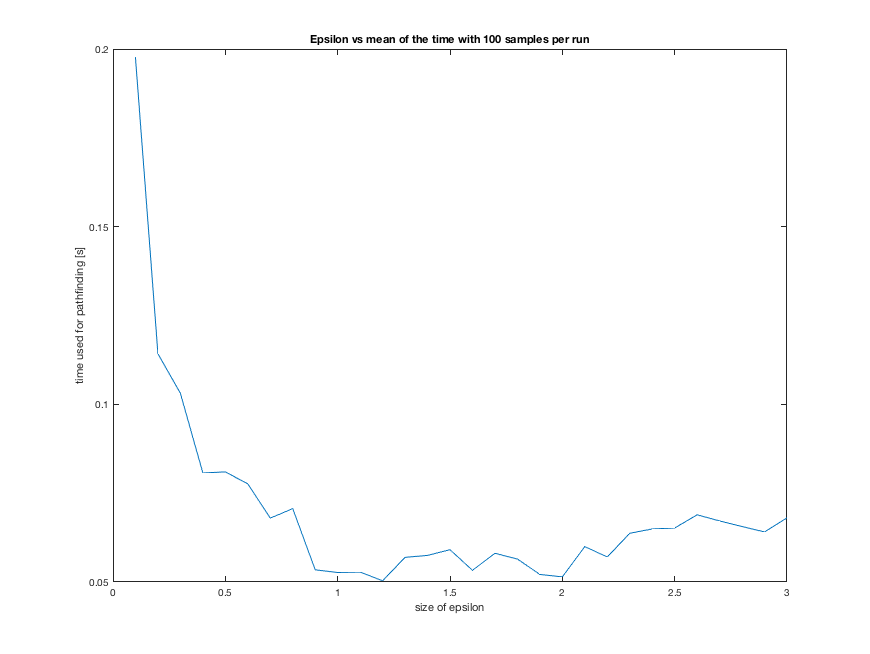 Epsilon vs mean of the time with 100 samples per run
0.2
0.15
0.1
0.05
time used for pathfinding [s]
0 0.5 1 1.5 2 2.5 3
size of epsilon